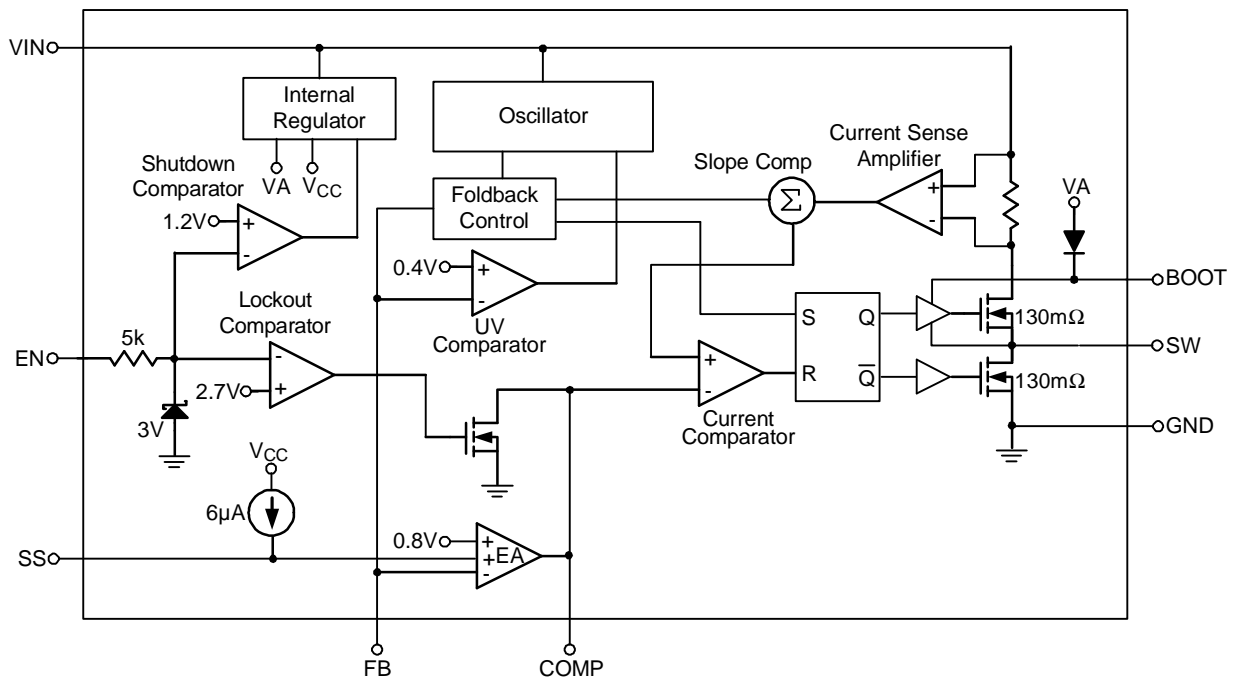 VIN
Internal
Regulator
Oscillator
Shutdown
Comparator
VA
VCC
1.2V
+
-
Foldback
Control
Slope Comp
Σ
Current Sense
Amplifier
+
-
VA
BOOT
0.4V
+
-
UV
Comparator
Lockout
Comparator
EN
5k
-
+
2.7V
3V
S
Q
R
Q̅
130mΩ
SW
130mΩ
+
-
Current
Comparator
GND
VCC
6µA
SS
0.8V
+
+
EA
-
FB
COMP